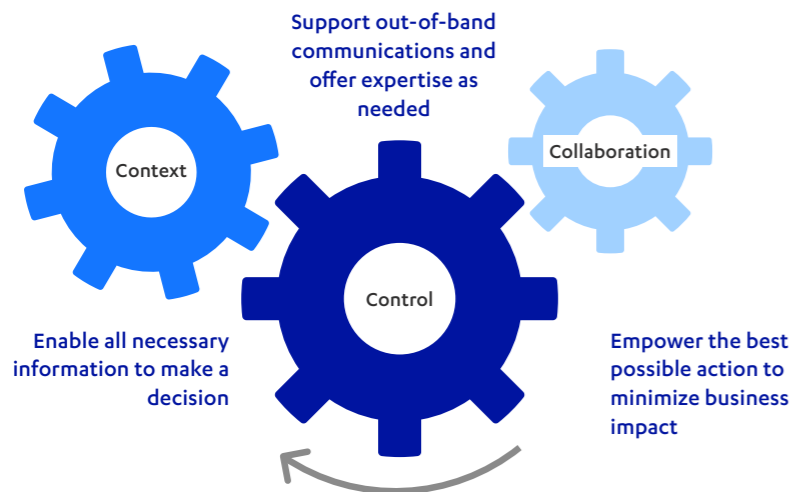 Support out-of-band
communications and
offer expertise as
needed
Context
Collaboration
Control
Enable all necessary
information to make a
decision
Empower the best
possible action to
minimize business
impact